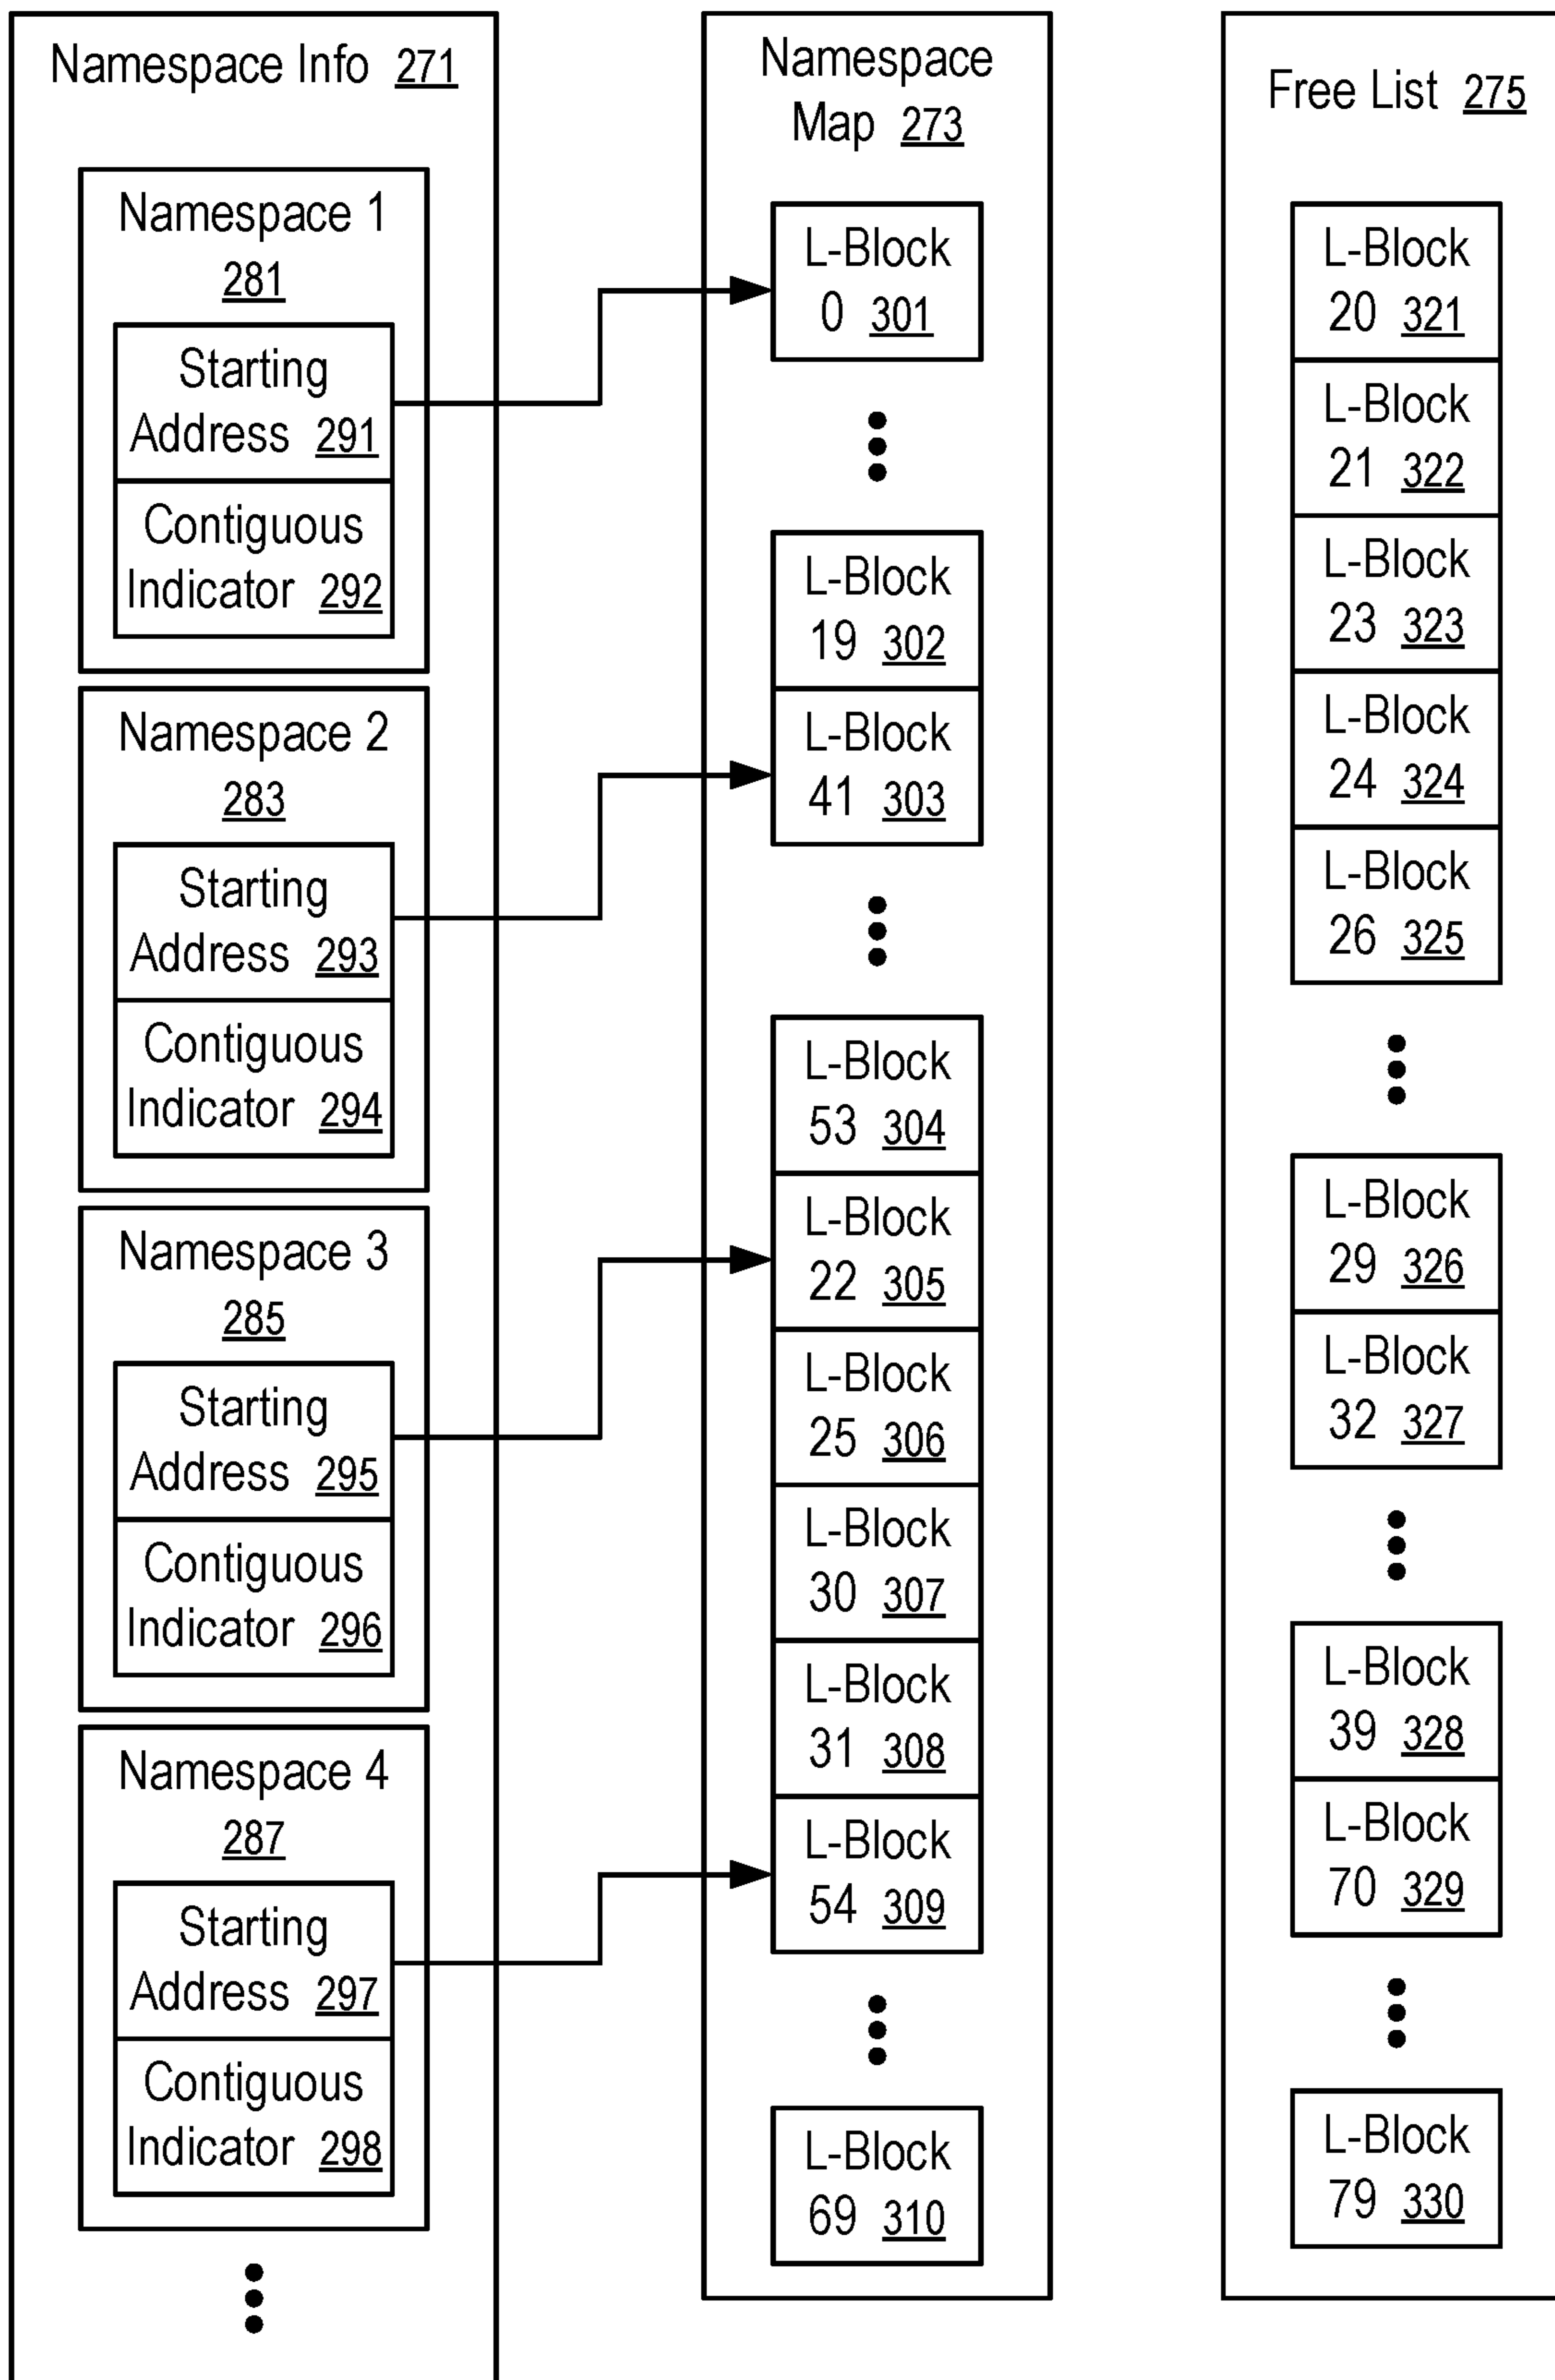 Namespace Info 271
Namespace 1
281
Starting
Address 291
Contiguous
Indicator 292
Namespace 2
283
Starting
Address 293
Contiguous
Indicator 294
Namespace 3
285
Starting
Address 295
Contiguous
Indicator 296
Namespace 4
287
Starting
Address 297
Contiguous
Indicator 298
Namespace
Map 273
L-Block
0 301
L-Block
19 302
L-Block
41 303
L-Block
53 304
L-Block
22 305
L-Block
25 306
L-Block
30 307
L-Block
31 308
L-Block
54 309
L-Block
69 310
Free List 275
L-Block
20 321
L-Block
21 322
L-Block
23 323
L-Block
24 324
L-Block
26 325
L-Block
29 326
L-Block
32 327
L-Block
39 328
L-Block
70 329
L-Block
79 330